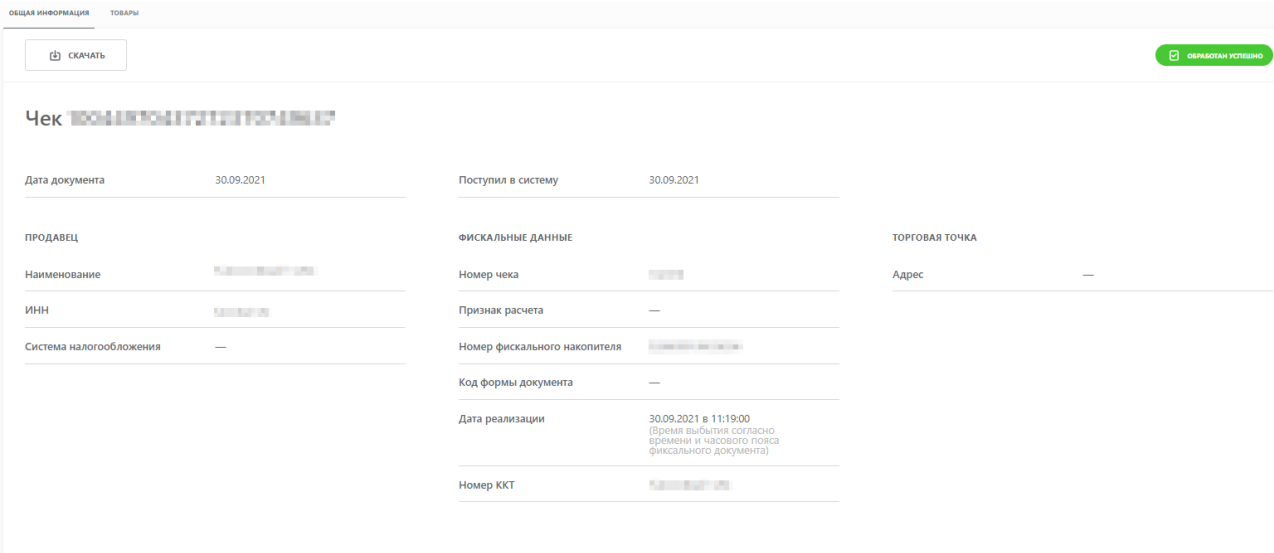 ОБЩАЯ ИНФОРМАЦИЯ ТОВАРЫ
СКАЧАТЬ
ОБРАБОТАН УСПЕШНО
Чек
Дата документа 30.09.2021
Поступил в систему 30.09.2021
ПРОДАВЕЦ
Наименование
ИНН
Система налогообложения —
ФИСКАЛЬНЫЕ ДАННЫЕ
Номер чека
Признак расчета —
Номер фискального накопителя
Код формы документа —
Дата реализации 30.09.2021 в 11:19:00
(Время выбытия согласно
времени и часового пояса
фиксального документа)
Номер ККТ
ТОРГОВАЯ ТОЧКА
Адрес —